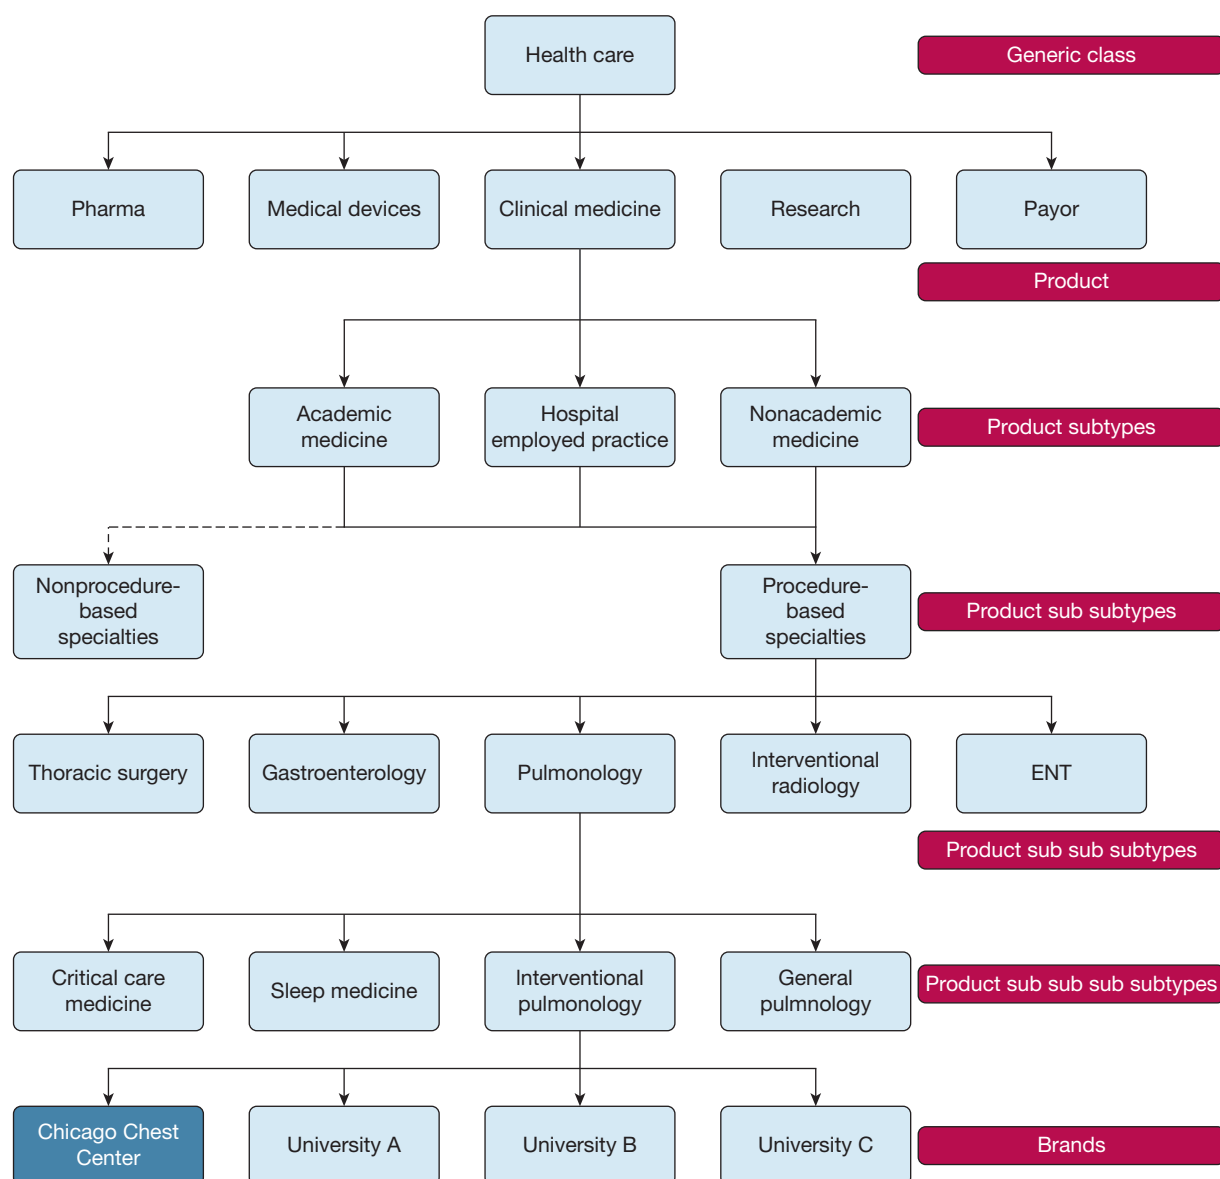 Health care
Generic class
Pharma
Medical devices
Clinical medicine
Research
Payor
Product
Academic
medicine
Hospital
employed practice
Nonacademic
medicine
Product subtypes
Nonprocedure-
based
specialties
Procedure-
based
specialties
Product sub subtypes
Thoracic surgery
Gastroenterology
Pulmonology
Interventional
radiology
ENT
Product sub sub subtypes
Critical care
medicine
Sleep medicine
Interventional
pulmonology
General
pulmnology
Product sub sub sub subtypes
Chicago Chest
Center
University A
University B
University C
Brands